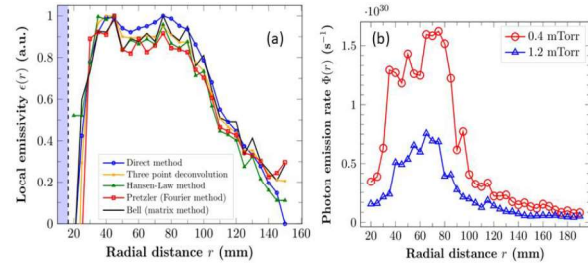 Local emissivity ϵ(r) (a.u.)
1
0.8
0.6
0.4
0.2
0
(a)
Direct method
Three point deconvolution
Hansen-Law method
Pretzler (Fourier method)
Bell (matrix method)
20 40 60 80 100 120 140 160
Radial distance r (mm)
Photon emission rate Φ(r) (s⁻¹)
·10³⁰
1.5
1
0.5
0
(b)
0.4 mTorr
1.2 mTorr
20 40 60 80 100 120 140 160 180
Radial distance r (mm)